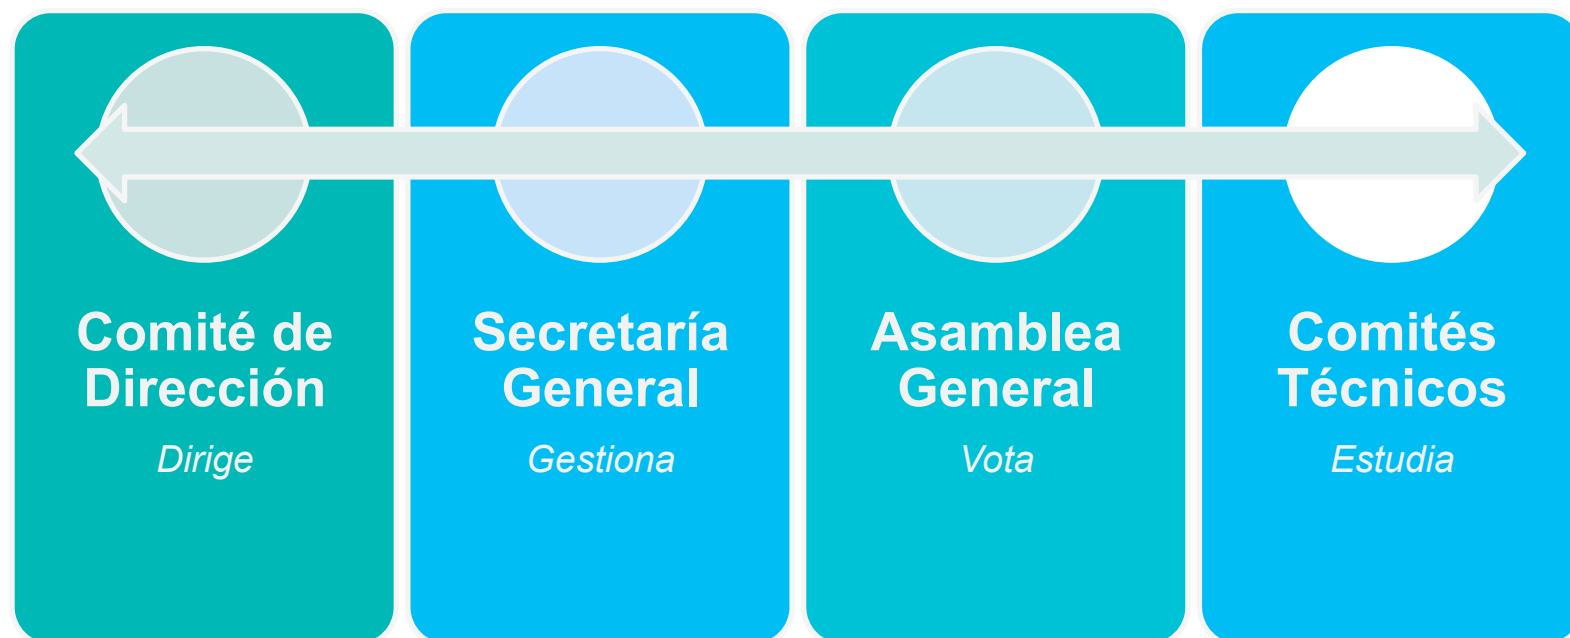 Comité de
Dirección
Dirige
Secretaría
General
Gestiona
Asamblea
General
Vota
Comités
Técnicos
Estudia